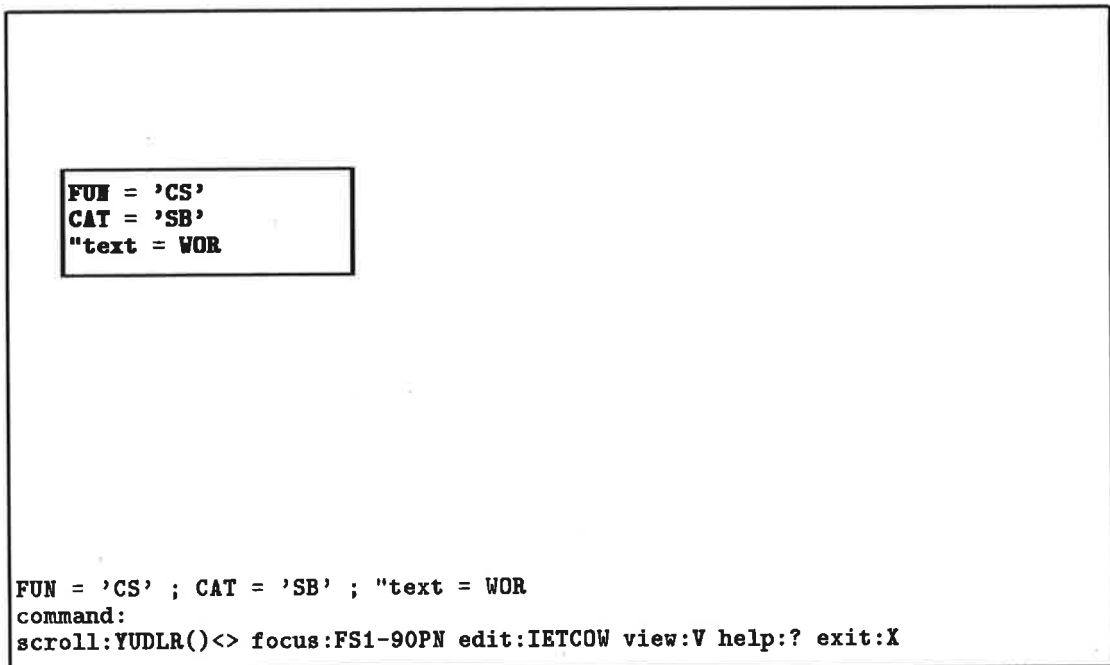 FUN = ’CS’
CAT = ’SB’
"text = WOR
FUN = ’CS’ ; CAT = ’SB’ ; "text = WOR
command:
scroll:YUDLR()<> focus:FS1-90PN edit:IETCOW view:V help:? exit:X